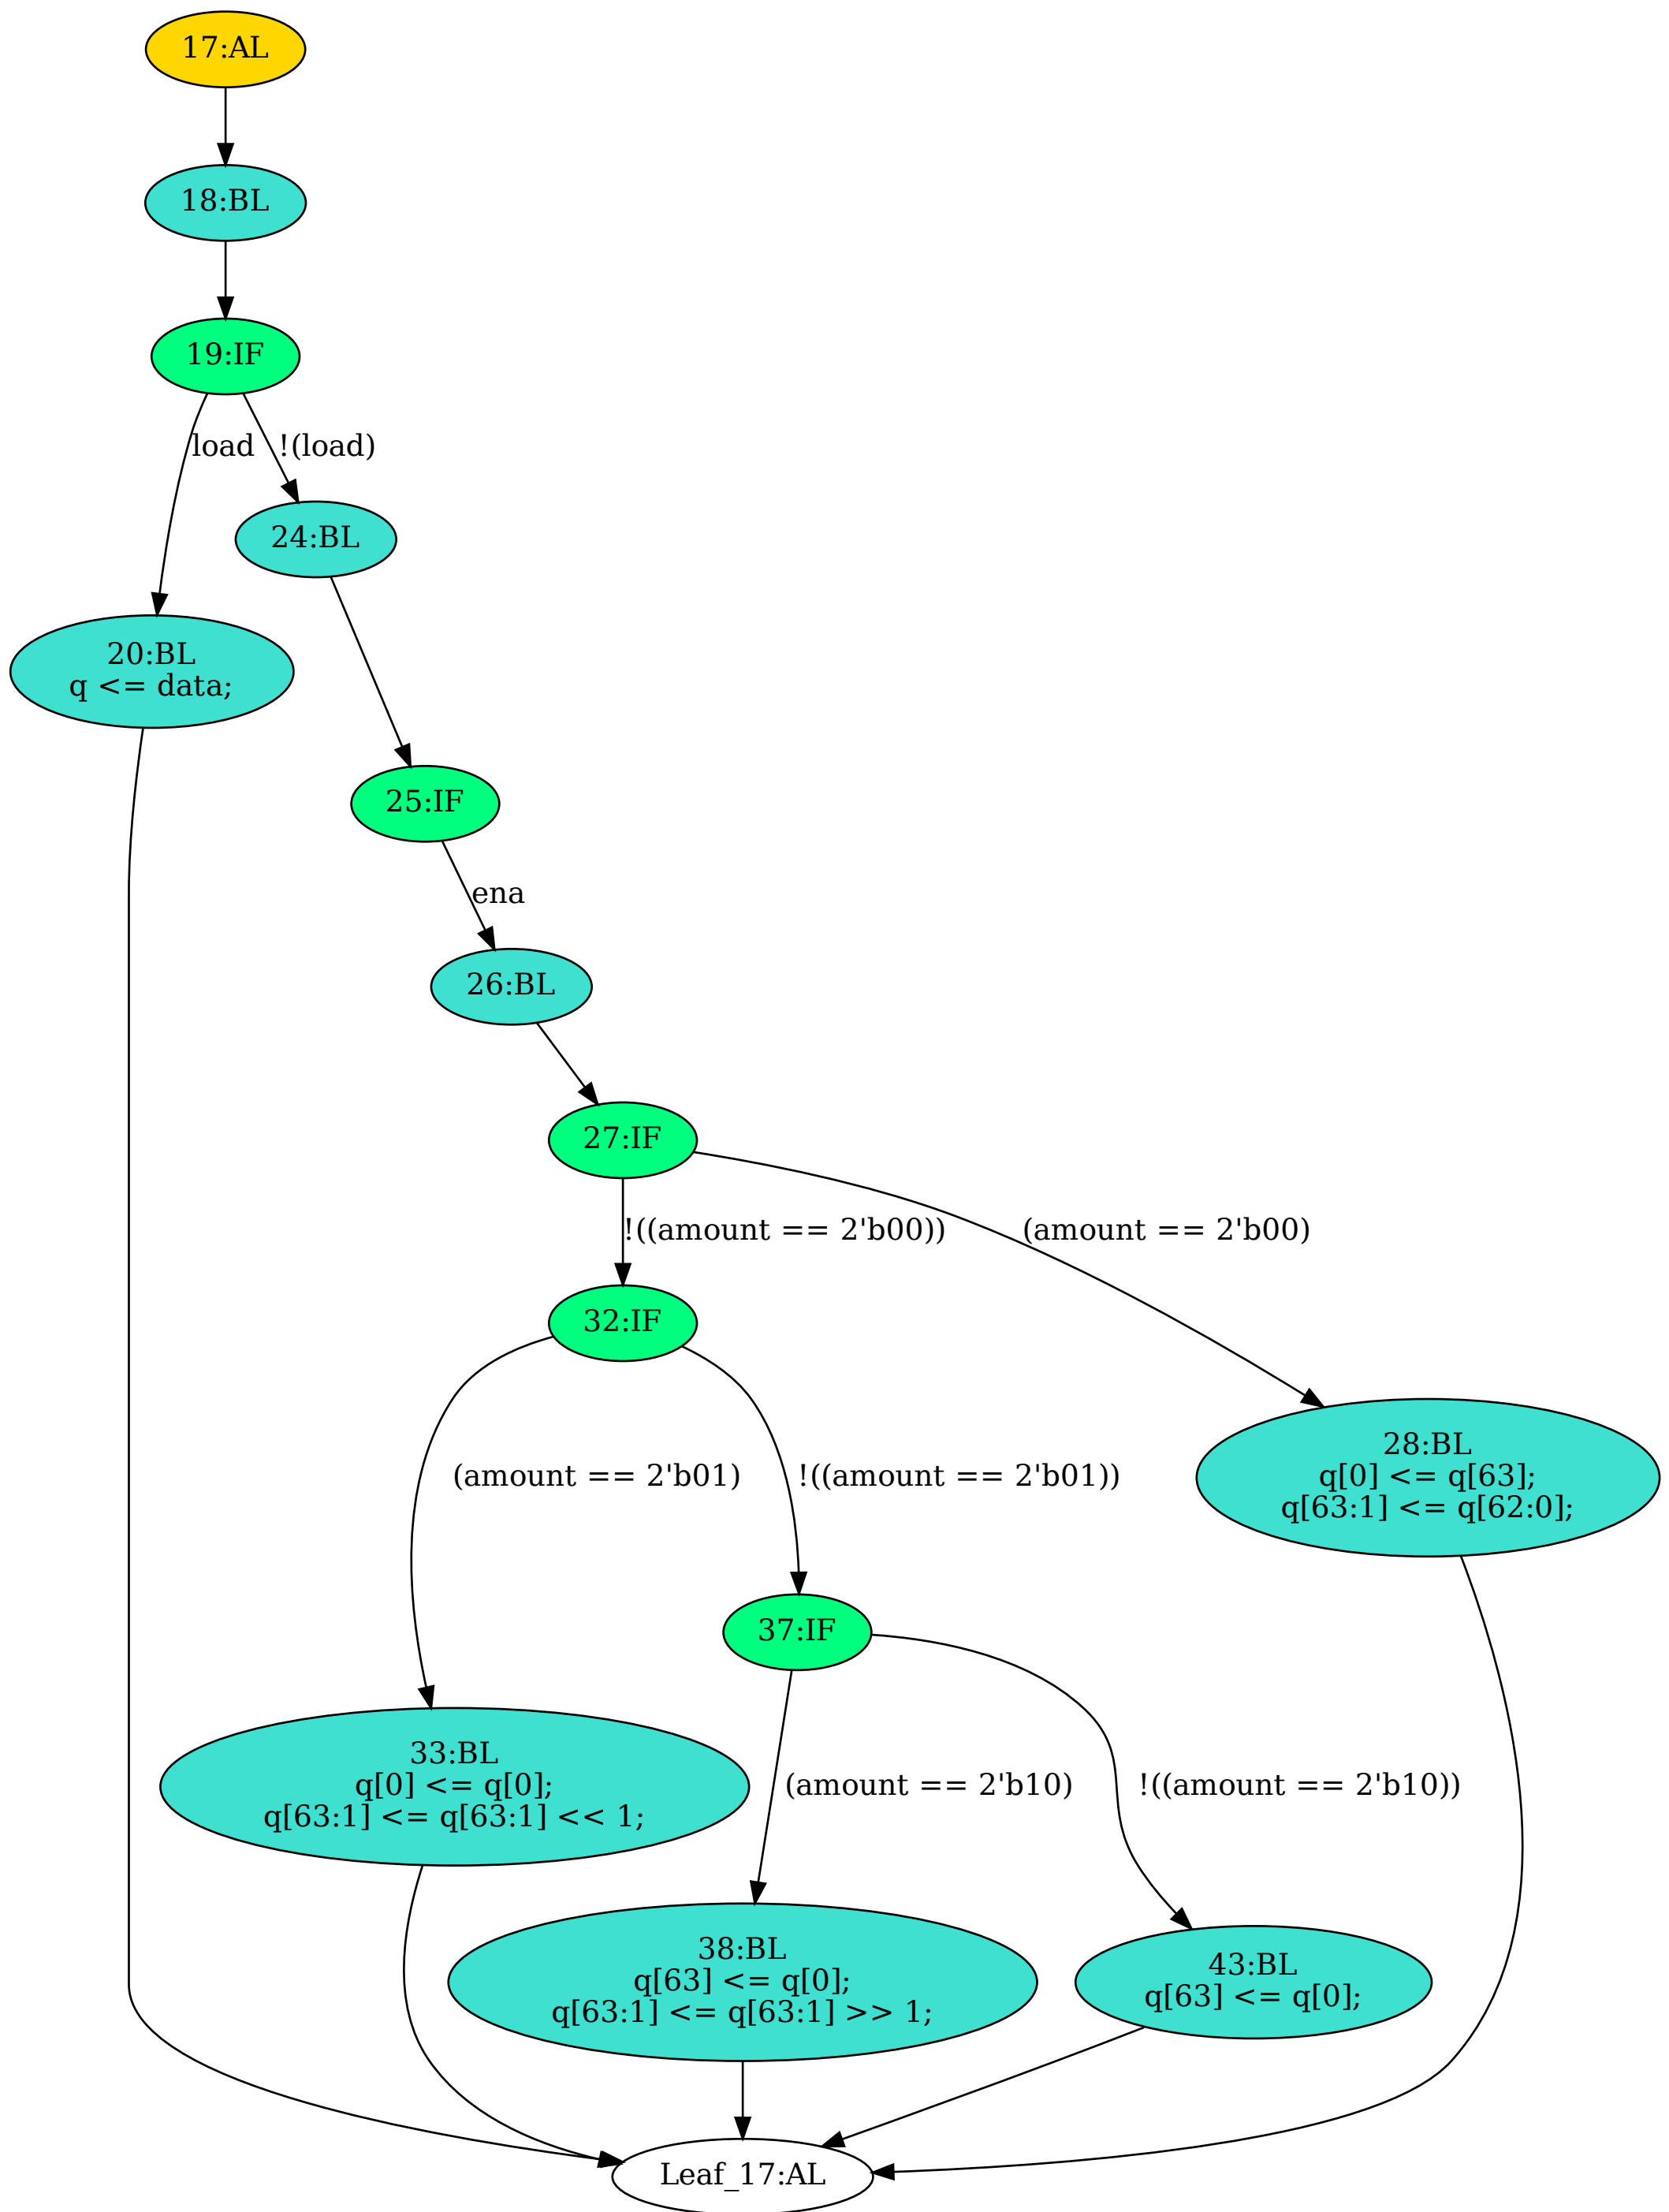 17:AL
18:BL
19:IF
load
!(load)
24:BL
20:BL
q <= data;
25:IF
ena
26:BL
27:IF
!((amount == 2'b00))
(amount == 2'b00)
32:IF
(amount == 2'b01)
!((amount == 2'b01))
28:BL
q[0] <= q[63];
q[63:1] <= q[62:0];
37:IF
33:BL
q[0] <= q[0];
q[63:1] <= q[63:1] << 1;
(amount == 2'b10)
!((amount == 2'b10))
38:BL
q[63] <= q[0];
q[63:1] <= q[63:1] >> 1;
43:BL
q[63] <= q[0];
Leaf_17:AL